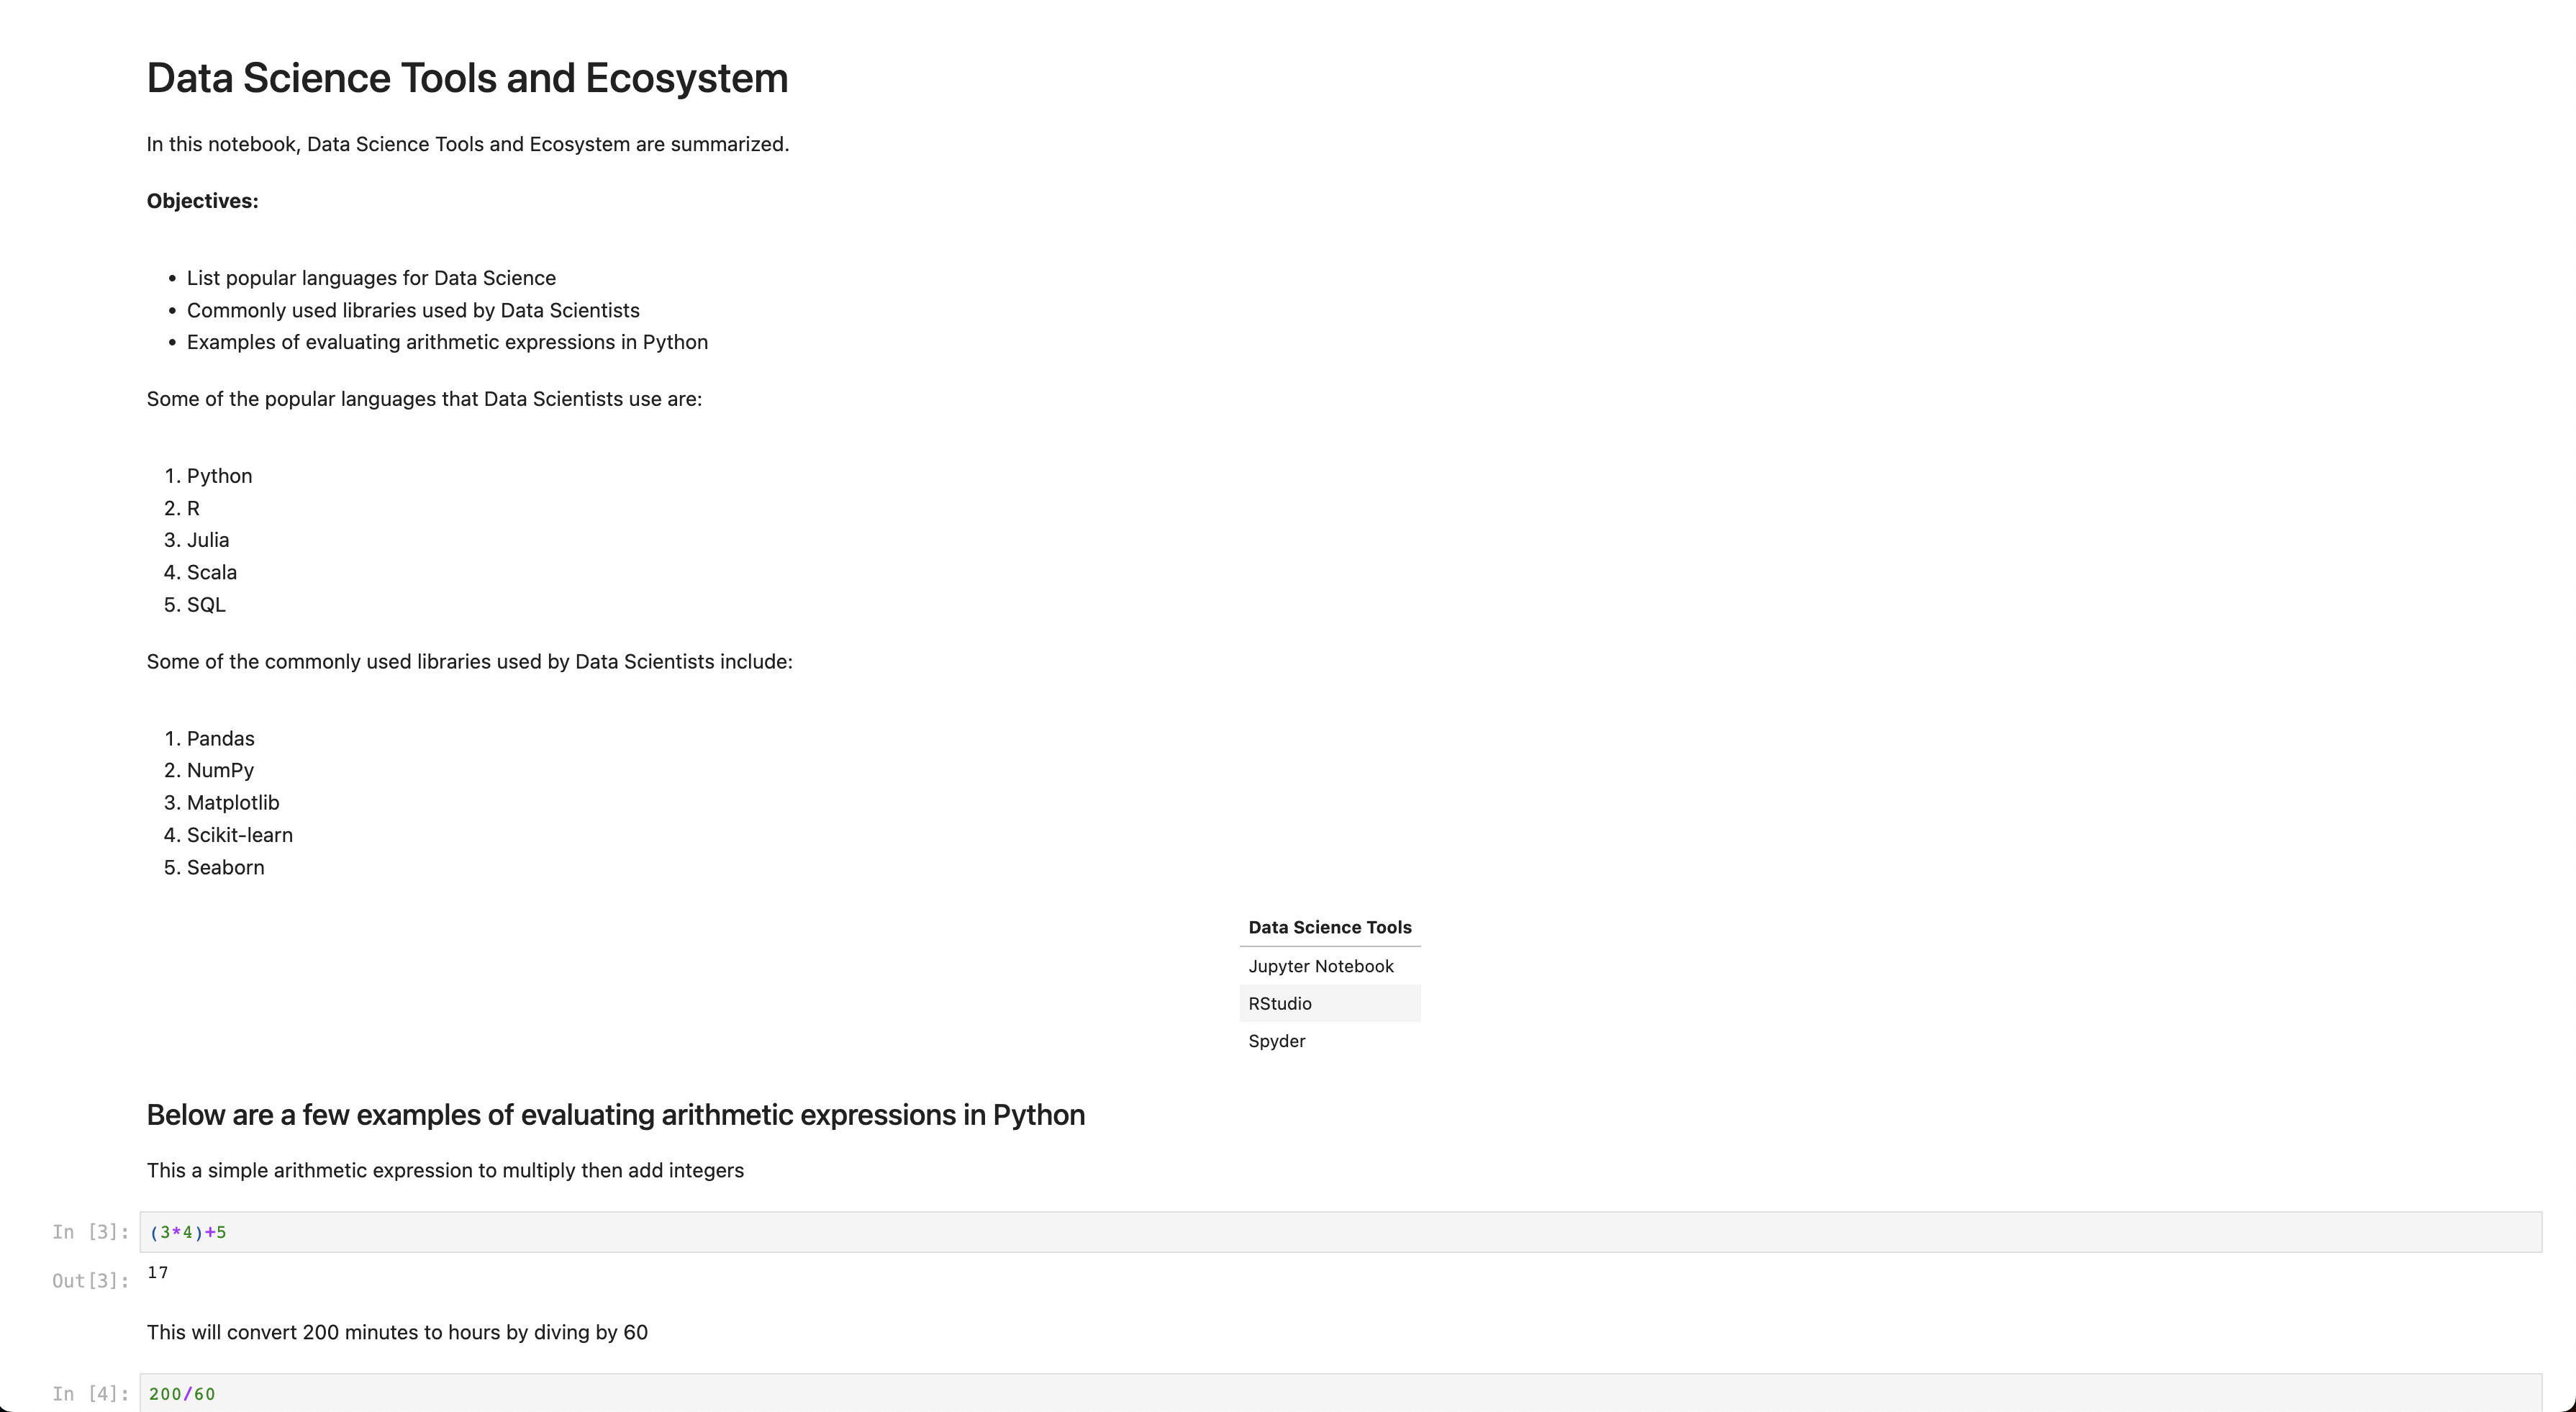 Data Science Tools and Ecosystem
In this notebook, Data Science Tools and Ecosystem are summarized.
Objectives:
• List popular languages for Data Science
• Commonly used libraries used by Data Scientists
• Examples of evaluating arithmetic expressions in Python
Some of the popular languages that Data Scientists use are:
1. Python
2. R
3. Julia
4. Scala
5. SQL
Some of the commonly used libraries used by Data Scientists include:
1. Pandas
2. NumPy
3. Matplotlib
4. Scikit-learn
5. Seaborn
Data Science Tools
Jupyter Notebook
RStudio
Spyder
Below are a few examples of evaluating arithmetic expressions in Python
This a simple arithmetic expression to multiply then add integers
In [3]: (3*4)+5
Out[3]: 17
This will convert 200 minutes to hours by diving by 60
In [4]: 200/60